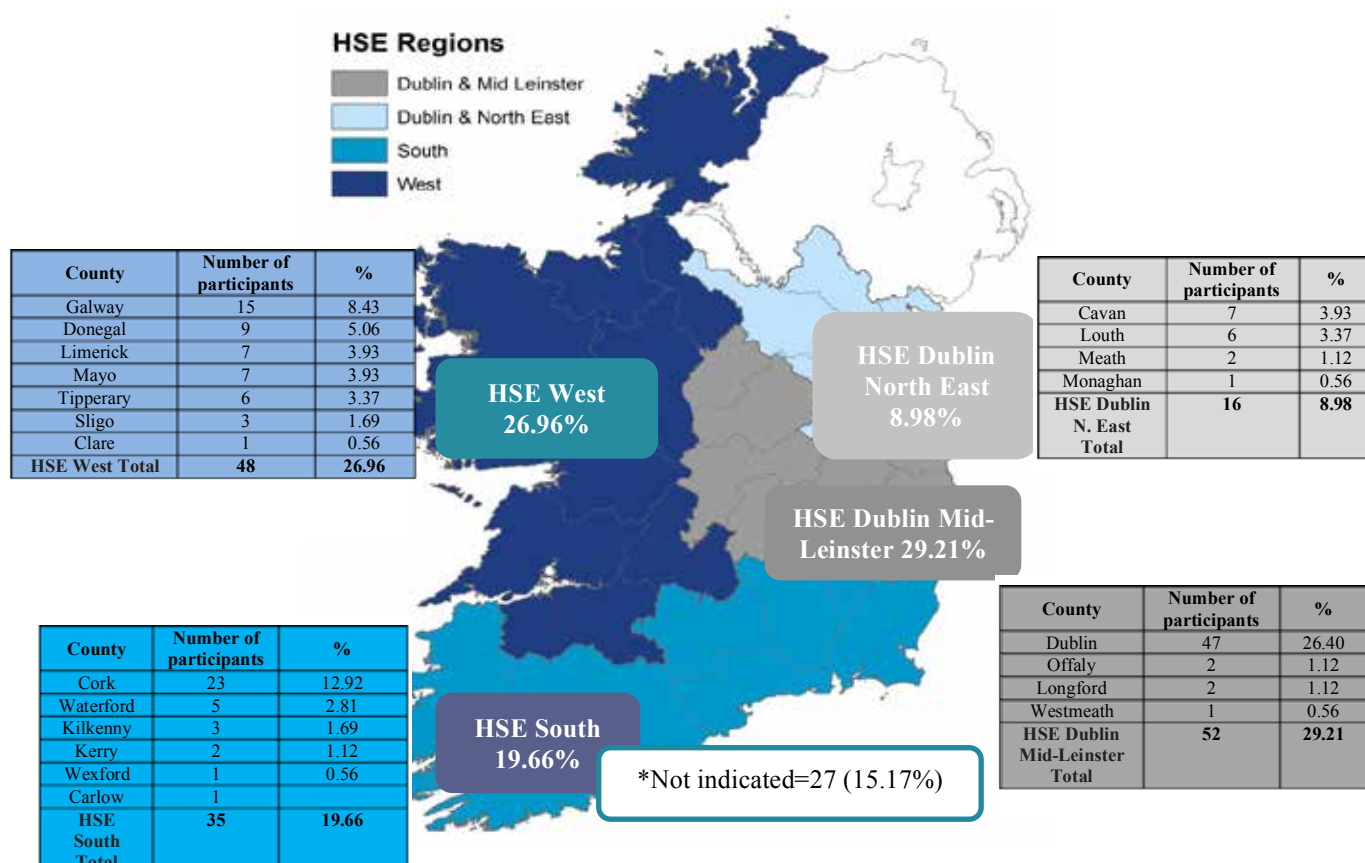 HSE Regions
Dublin & Mid Leinster
Dublin & North East
South
West
County Number of participants %
Galway 15 8.43
Donegal 9 5.06
Limerick 7 3.93
Mayo 7 3.93
Tipperary 6 3.37
Sligo 3 1.69
Clare 1 0.56
HSE West Total 48 26.96
HSE West
26.96%
HSE Dublin
North East
8.98%
County Number of participants %
Cavan 7 3.93
Louth 6 3.37
Meath 2 1.12
Monaghan 1 0.56
HSE Dublin N. East Total 16 8.98
HSE Dublin Mid-
Leinster 29.21%
County Number of participants %
Dublin 47 26.40
Offaly 2 1.12
Longford 2 1.12
Westmeath 1 0.56
HSE Dublin Mid-Leinster Total 52 29.21
County Number of participants %
Cork 23 12.92
Waterford 5 2.81
Kilkenny 3 1.69
Kerry 2 1.12
Wexford 1 0.56
Carlow 1
HSE South Total 35 19.66
HSE South
19.66%
*Not indicated=27 (15.17%)